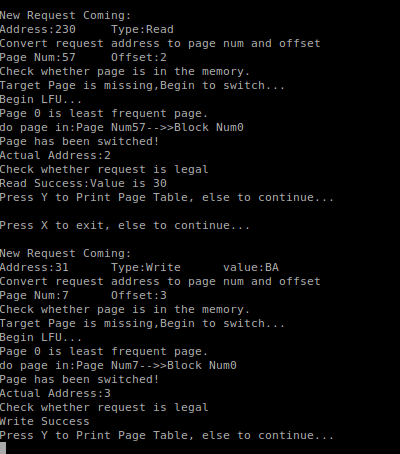 New Request Coming:
Address:230     Type:Read
Convert request address to page num and offset
Page Num:57     Offset:2
Check whether page is in the memory.
Target Page is missing,Begin to switch...
Begin LFU...
Page 0 is least frequent page.
do page in:Page Num57-->>Block Num0
Page has been switched!
Actual Address:2
Check whether request is legal
Read Success:Value is 30
Press Y to Print Page Table, else to continue...
Press X to exit, else to continue...
New Request Coming:
Address:31      Type:Write      value:BA
Convert request address to page num and offset
Page Num:7      Offset:3
Check whether page is in the memory.
Target Page is missing,Begin to switch...
Begin LFU...
Page 0 is least frequent page.
do page in:Page Num7-->>Block Num0
Page has been switched!
Actual Address:3
Check whether request is legal
Write Success
Press Y to Print Page Table, else to continue...